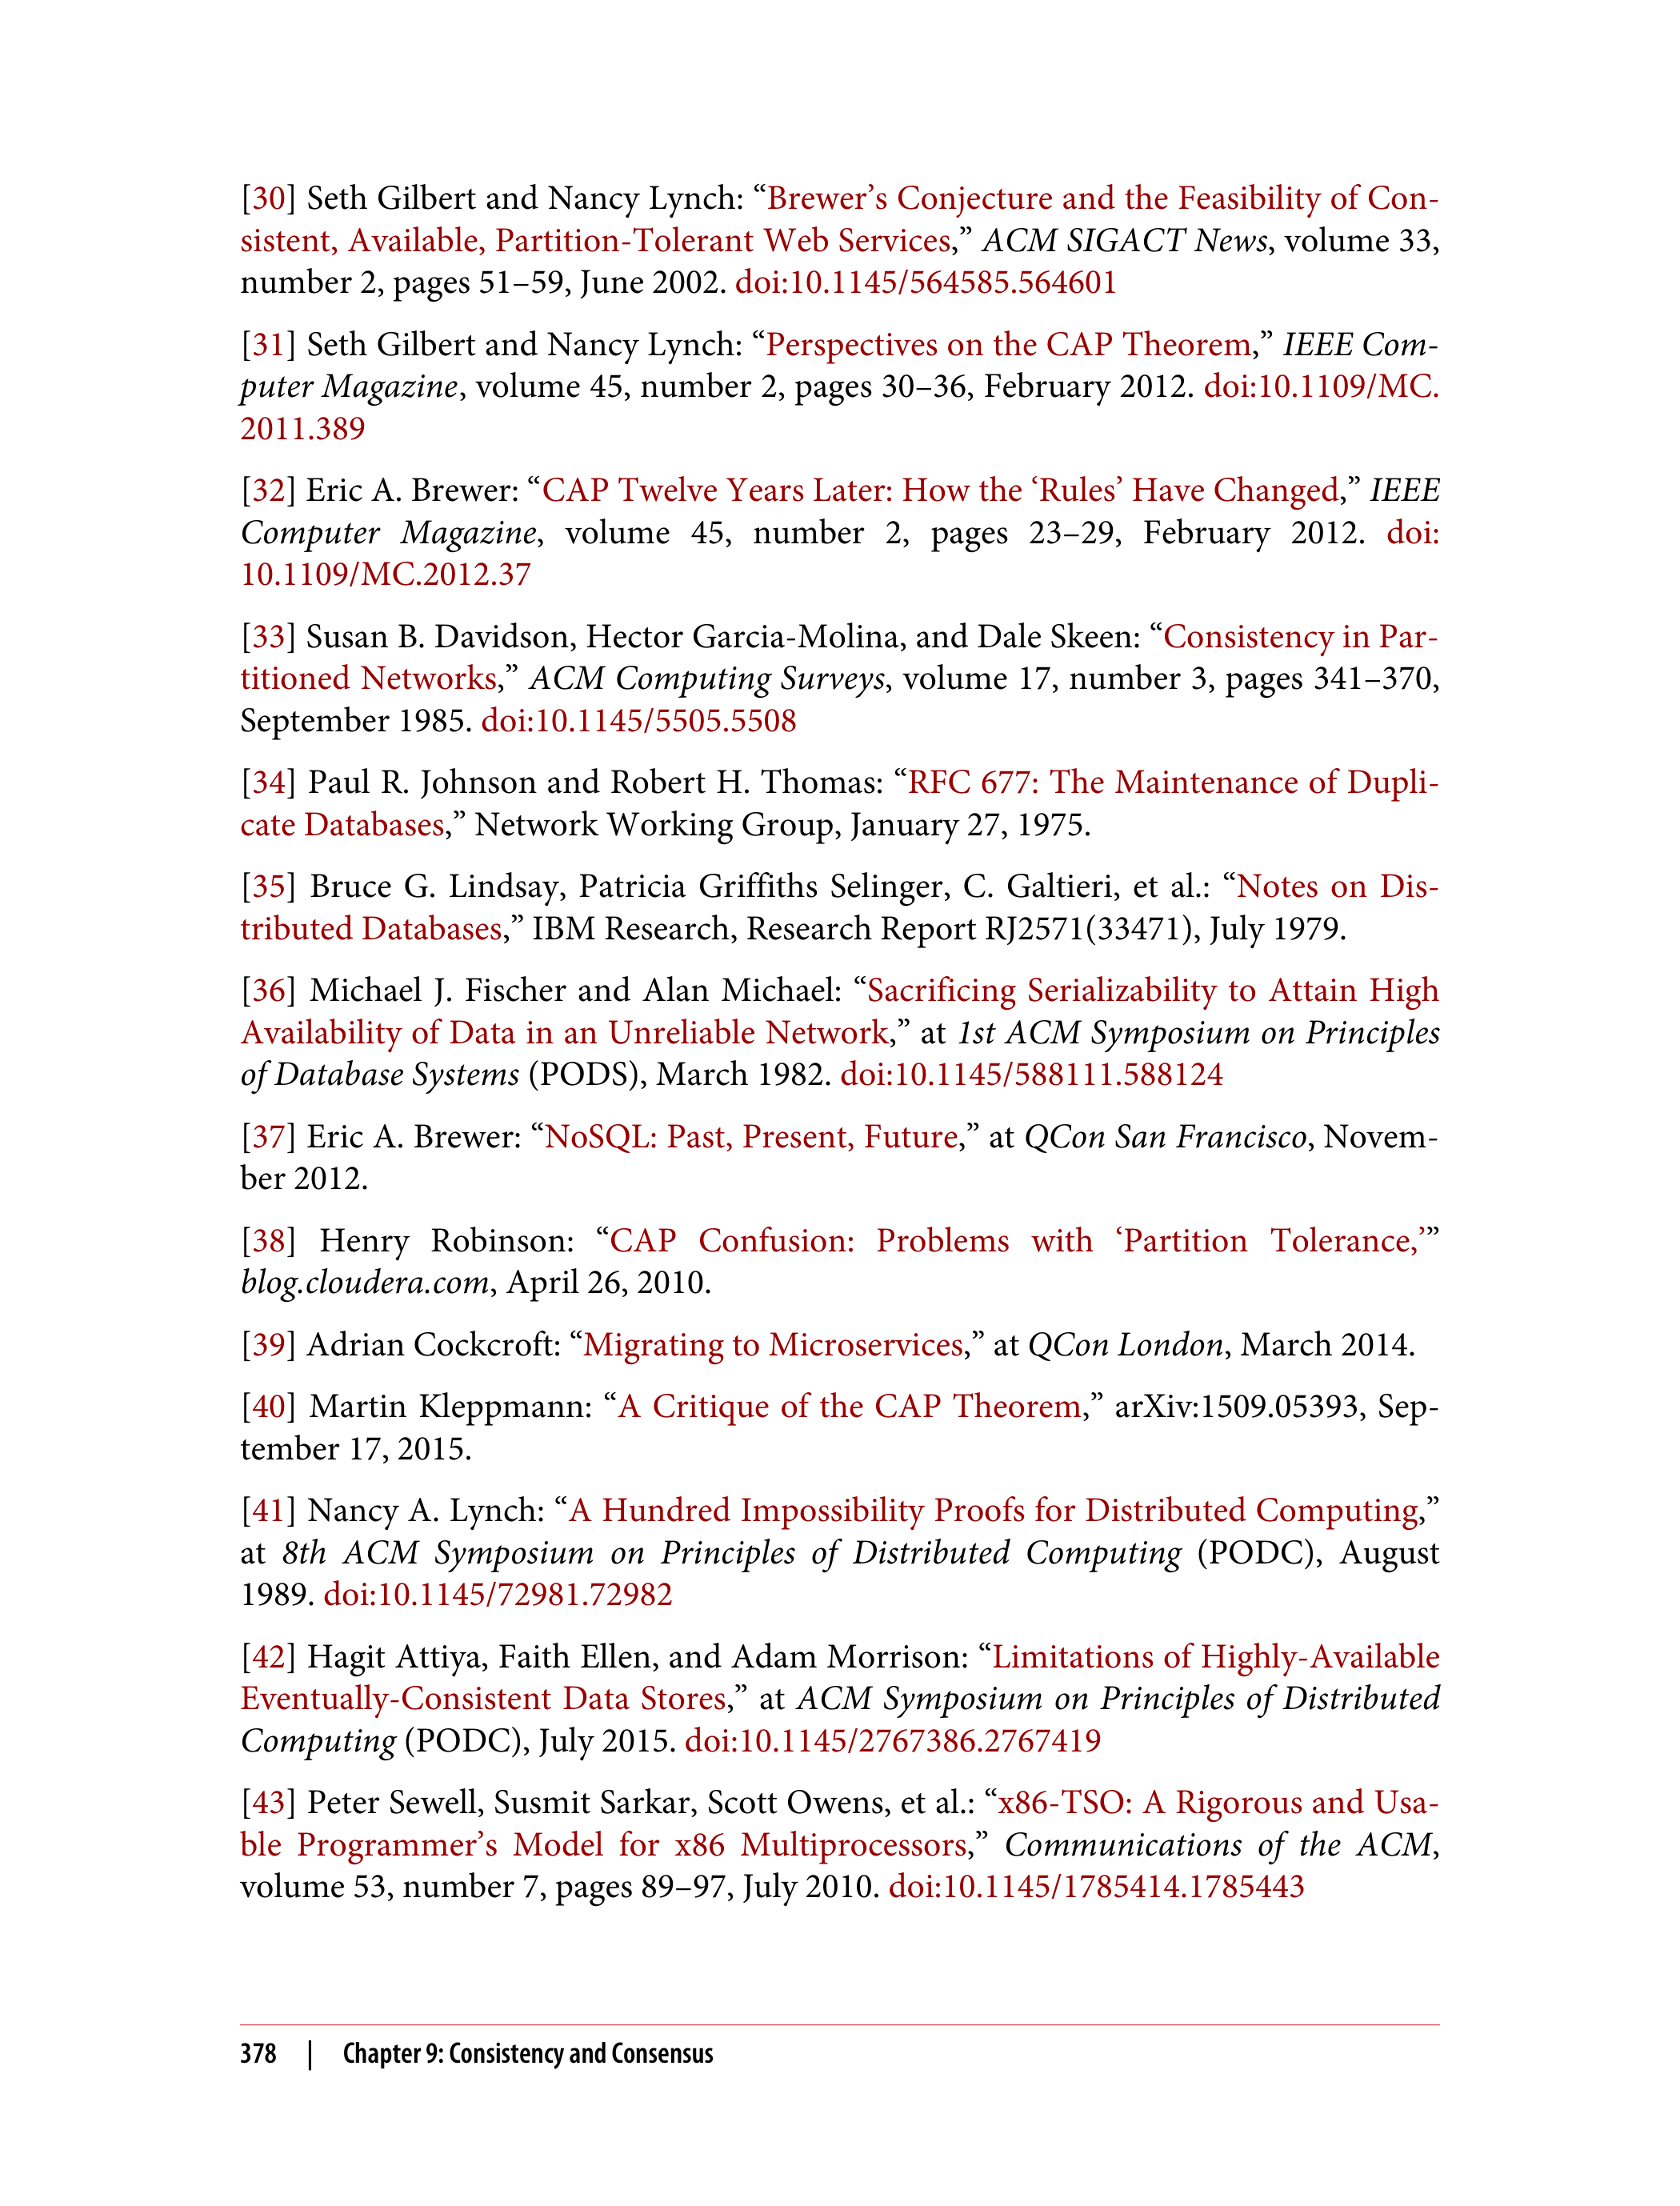 [30] Seth Gilbert and Nancy Lynch: “Brewer’s Conjecture and the Feasibility of Con-
sistent, Available, Partition-Tolerant Web Services,” ACM SIGACT News, volume 33,
number 2, pages 51–59, June 2002. doi:10.1145/564585.564601
[31] Seth Gilbert and Nancy Lynch: “Perspectives on the CAP Theorem,” IEEE Com-
puter Magazine, volume 45, number 2, pages 30–36, February 2012. doi:10.1109/MC.
2011.389
[32] Eric A. Brewer: “CAP Twelve Years Later: How the ‘Rules’ Have Changed,” IEEE
Computer Magazine, volume 45, number 2, pages 23–29, February 2012. doi:
10.1109/MC.2012.37
[33] Susan B. Davidson, Hector Garcia-Molina, and Dale Skeen: “Consistency in Par-
titioned Networks,” ACM Computing Surveys, volume 17, number 3, pages 341–370,
September 1985. doi:10.1145/5505.5508
[34] Paul R. Johnson and Robert H. Thomas: “RFC 677: The Maintenance of Dupli-
cate Databases,” Network Working Group, January 27, 1975.
[35] Bruce G. Lindsay, Patricia Griffiths Selinger, C. Galtieri, et al.: “Notes on Dis-
tributed Databases,” IBM Research, Research Report RJ2571(33471), July 1979.
[36] Michael J. Fischer and Alan Michael: “Sacrificing Serializability to Attain High
Availability of Data in an Unreliable Network,” at 1st ACM Symposium on Principles
of Database Systems (PODS), March 1982. doi:10.1145/588111.588124
[37] Eric A. Brewer: “NoSQL: Past, Present, Future,” at QCon San Francisco, Novem-
ber 2012.
[38] Henry Robinson: “CAP Confusion: Problems with ‘Partition Tolerance,’”
blog.cloudera.com, April 26, 2010.
[39] Adrian Cockcroft: “Migrating to Microservices,” at QCon London, March 2014.
[40] Martin Kleppmann: “A Critique of the CAP Theorem,” arXiv:1509.05393, Sep-
tember 17, 2015.
[41] Nancy A. Lynch: “A Hundred Impossibility Proofs for Distributed Computing,”
at 8th ACM Symposium on Principles of Distributed Computing (PODC), August
1989. doi:10.1145/72981.72982
[42] Hagit Attiya, Faith Ellen, and Adam Morrison: “Limitations of Highly-Available
Eventually-Consistent Data Stores,” at ACM Symposium on Principles of Distributed
Computing (PODC), July 2015. doi:10.1145/2767386.2767419
[43] Peter Sewell, Susmit Sarkar, Scott Owens, et al.: “x86-TSO: A Rigorous and Usa-
ble Programmer’s Model for x86 Multiprocessors,” Communications of the ACM,
volume 53, number 7, pages 89–97, July 2010. doi:10.1145/1785414.1785443
378 | Chapter 9: Consistency and Consensus